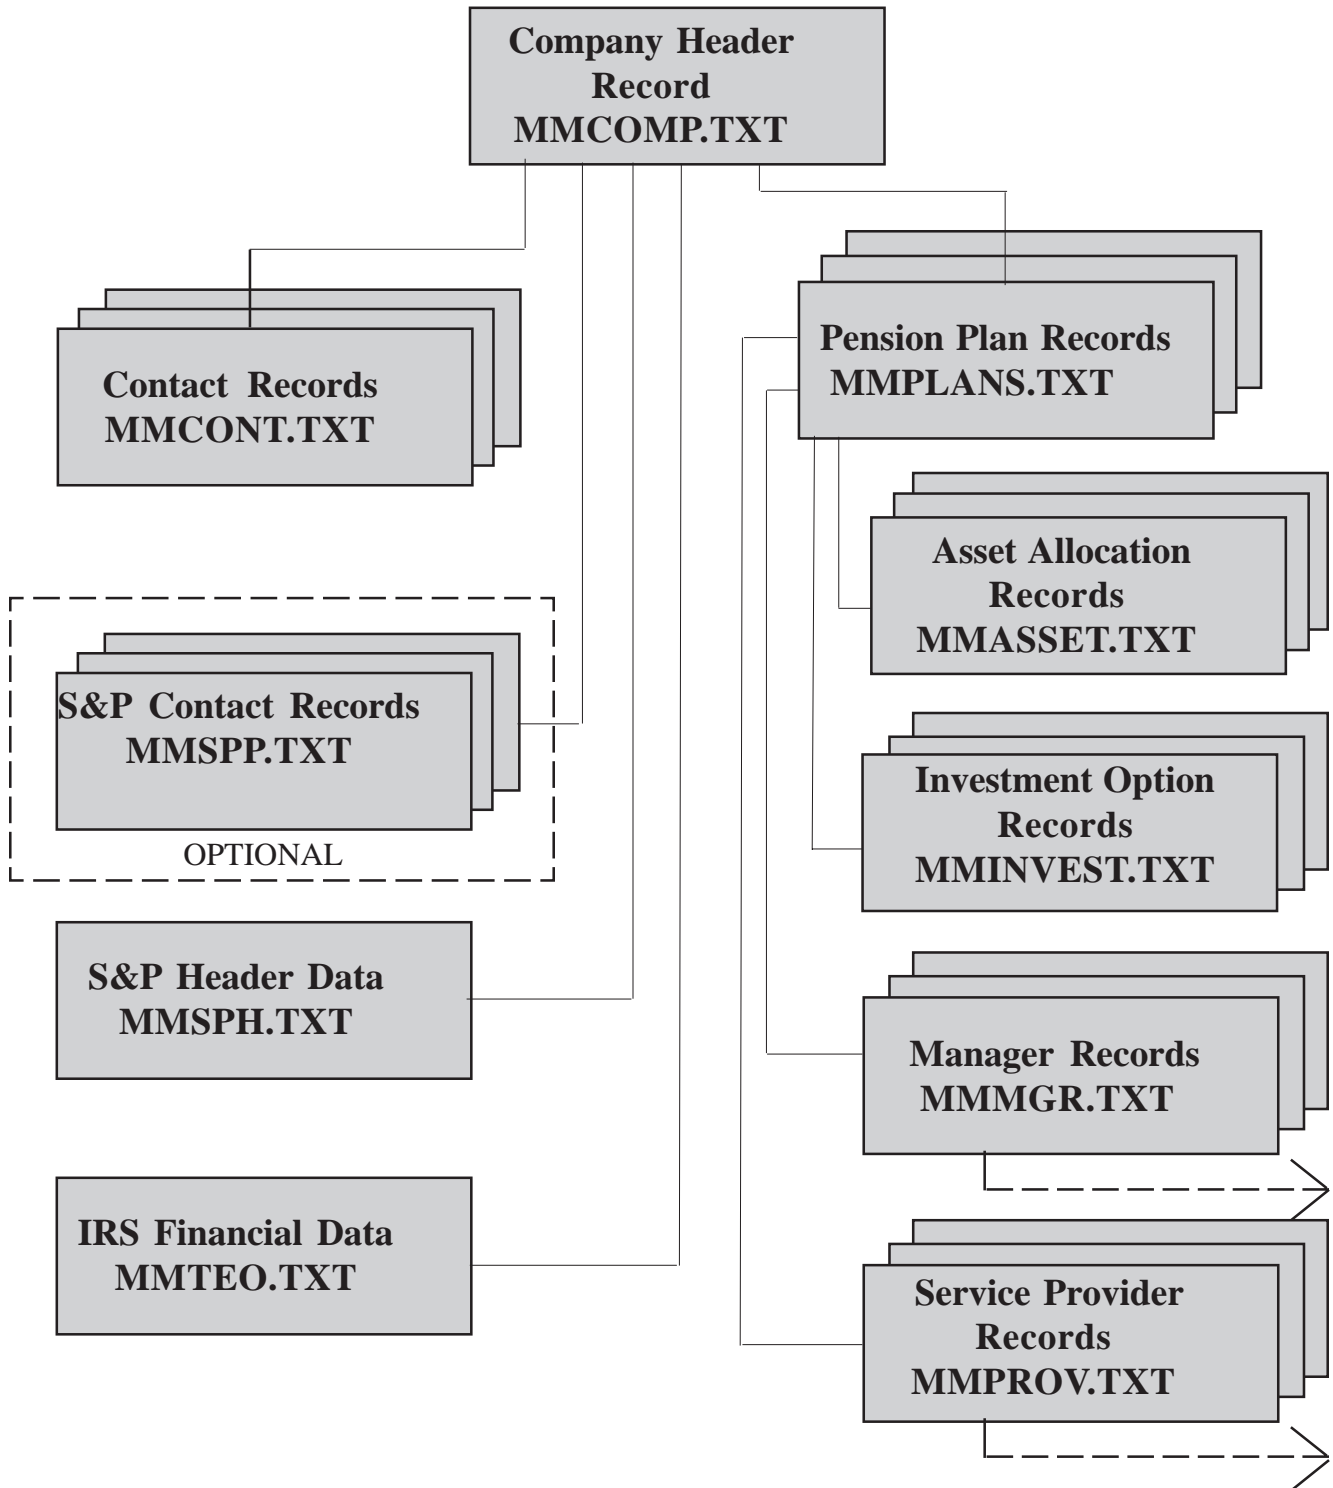 Company Header
Record
MMCOMP.TXT
Contact Records
MMCONT.TXT
S&P Contact Records
MMSPP.TXT
OPTIONAL
S&P Header Data
MMSPH.TXT
IRS Financial Data
MMTEO.TXT
Pension Plan Records
MMPLANS.TXT
Asset Allocation
Records
MMASSET.TXT
Investment Option
Records
MMINVEST.TXT
Manager Records
MMMGR.TXT
Service Provider
Records
MMPROV.TXT